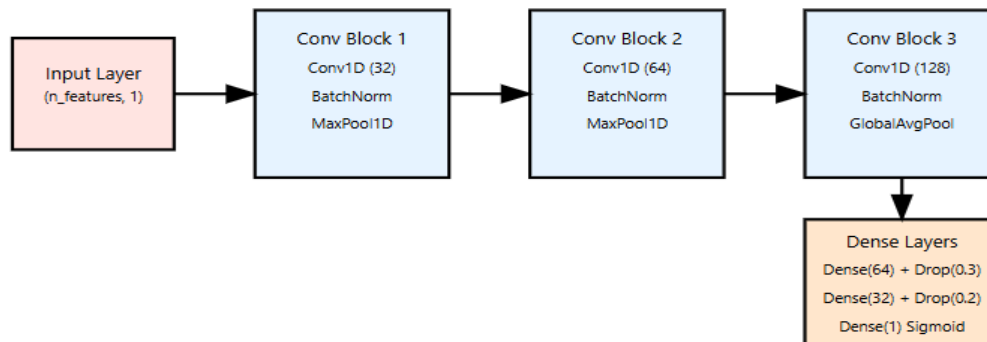 Input Layer
(n_features, 1)
Conv Block 1
Conv1D (32)
BatchNorm
MaxPool1D
Conv Block 2
Conv1D (64)
BatchNorm
MaxPool1D
Conv Block 3
Conv1D (128)
BatchNorm
GlobalAvgPool
Dense Layers
Dense(64) + Drop(0.3)
Dense(32) + Drop(0.2)
Dense(1) Sigmoid